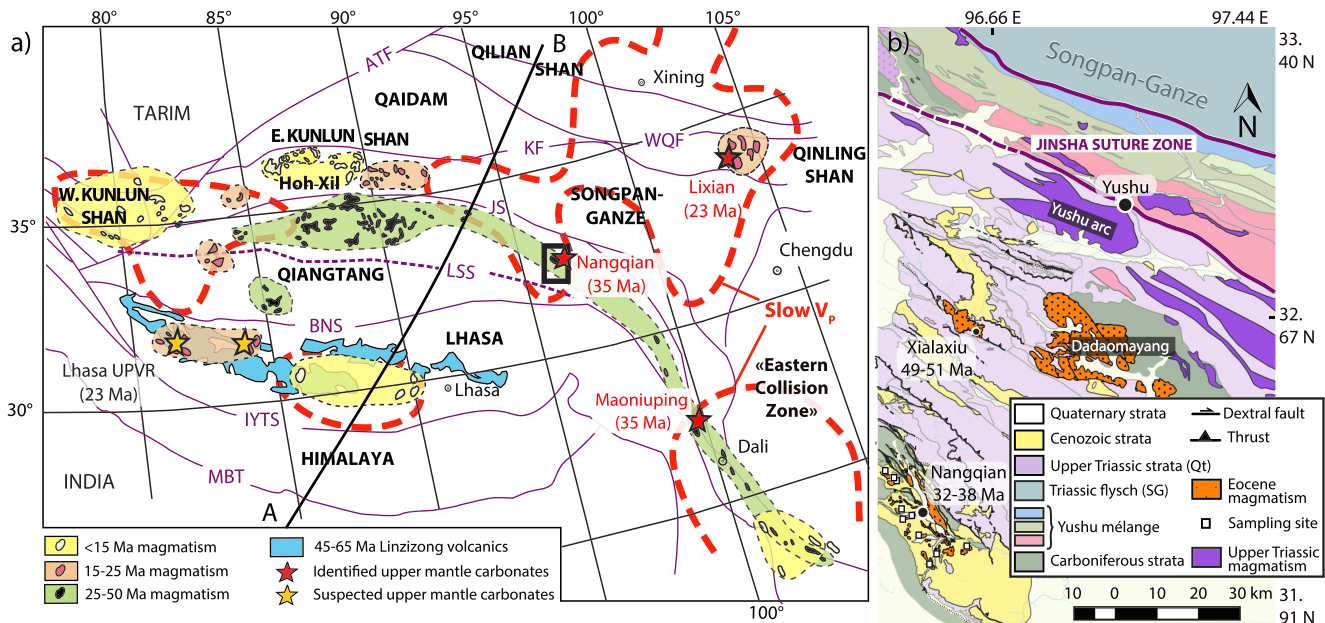 80°
85°
90°
95°
100°
105°
a)
B
QILIAN
SHAN
ATF
Xining
TARIM
QAIDAM
E. KUNLUN
SHAN
KF
WQF
QINLING
SHAN
Hoh-Xil
W. KUNLUN
SHAN
Lixian
(23 Ma)
SONGPAN-
GANZE
JS
35°
Chengdu
Nangqian
(35 Ma)
QIANGTANG
LSS
Slow VP
BNS
LHASA
Lhasa UPVR
(23 Ma)
«Eastern
Collision
Zone»
Lhasa
Maoniuping
(35 Ma)
30°
IYTS
Dali
HIMALAYA
INDIA
MBT
A
<15 Ma magmatism
15-25 Ma magmatism
25-50 Ma magmatism
45-65 Ma Linzizong volcanics
Identified upper mantle carbonates
Suspected upper mantle carbonates
100°
96.66 E
97.44 E
b)
33.
40 N
Songpan-Ganze
N
JINSHA SUTURE ZONE
Yushu
Yushu arc
32.
67 N
Xialaxiu
49-51 Ma
Dadaomayang
Nangqian
32-38 Ma
Quaternary strata
Cenozoic strata
Upper Triassic strata (Qt)
Triassic flysch (SG)
Yushu mélange
Carboniferous strata
Dextral fault
Thrust
Eocene
magmatism
Sampling site
Upper Triassic
magmatism
10 0 10 20 30 km
31.
91 N